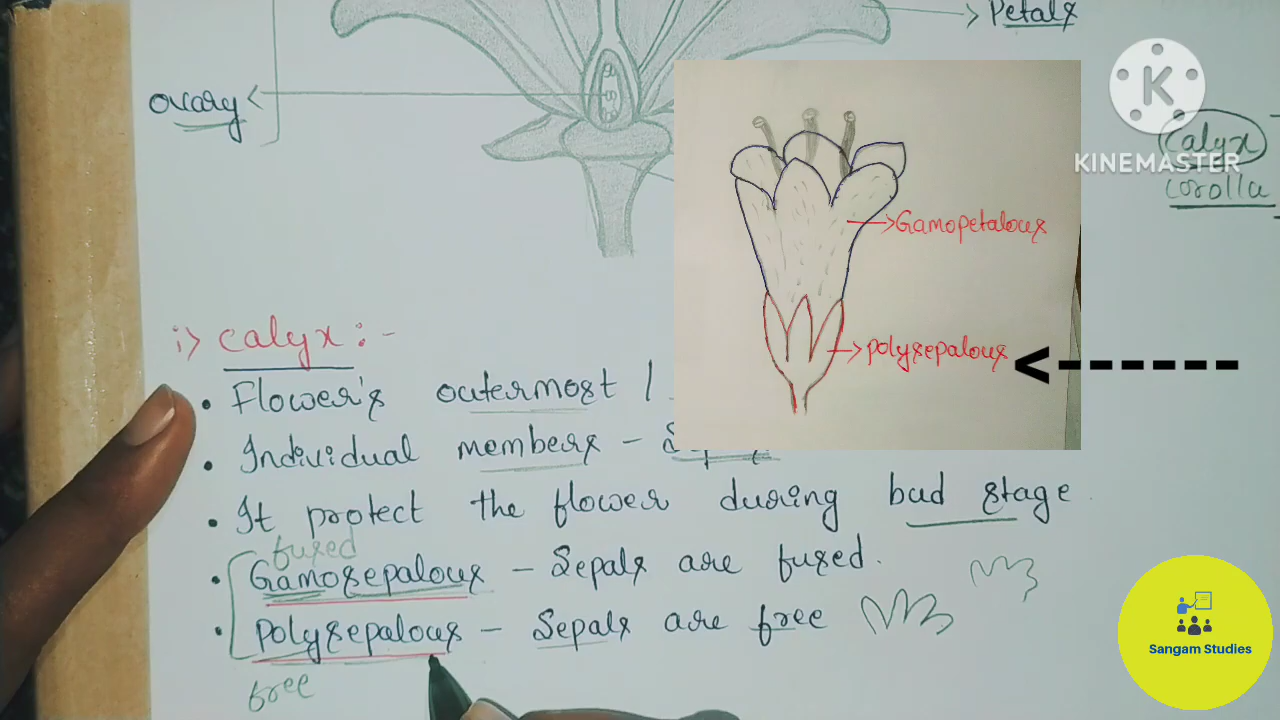 Petals
ovary
KINEMASTER
calyx
corolla
Gamopetalous
polysepalous
i) calyx :-
• Flower's outermost
• Individual members -
• It protect the flower during bud stage
fused
• Gamosepalous - Sepals are fused.
• polysepalous - Sepals are free
free
Sangam Studies